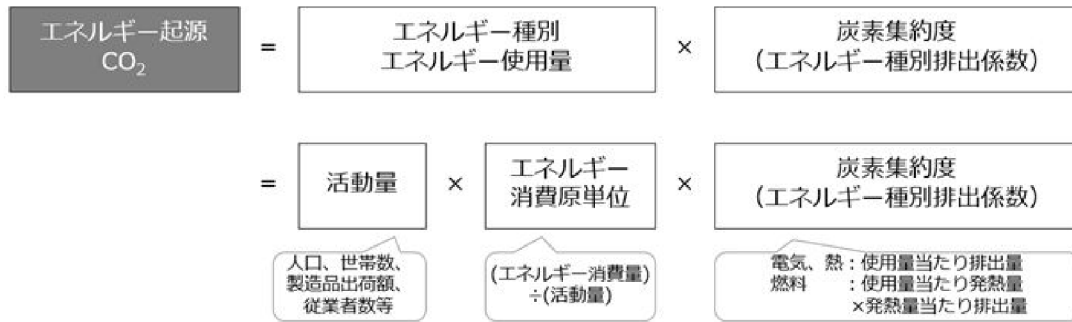 エネルギー起源
CO₂
=
エネルギー種別
エネルギー使用量
×
炭素集約度
（エネルギー種別排出係数）
=
活動量
×
エネルギー
消費原単位
×
炭素集約度
（エネルギー種別排出係数）
人口、世帯数、
製造品出荷額、
従業者数等
(エネルギー消費量)
÷(活動量)
電気、熱：使用量当たり排出量
燃料　　：使用量当たり発熱量
×発熱量当たり排出量